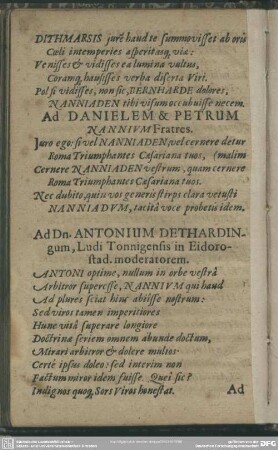 DITHMARSIS jurè haud te summovisset ab oris
Cœli intemperies asperitasq; viæ:
Venisses & vidisses ea lumina vultus,
Coramq; hausisses verba diserta Viri.
Pol si vidisses, non sic, BERNHARDE dolores,
NANNIADEN tibi visum occubuisse necem.
Ad DANIELEM & PETRUM
NANNIVM Fratres.
Juro ego: si vel NANNIADEN, vel cernere detur
Roma Triumphantes Cæsariana tuos, (malim
Cernere NANNIADEN vestrum, quam cernere
Roma Triumphantes Cæsariana tuos.
Nec dubito, quin vos generis stirps clara vetusti
NANNIADVM, tacitâ voce probetis idem.
Ad Dn. ANTONIUM DETHARDIN-
gum, Ludi Tonnigensis in Eidoro-
stad. moderatorem.
ANTONI optime, nullum in orbe vestrâ
Arbitror superesse, NANNIVM qui haud
Ad plures sciat hinc abiisse nostrum:
Sed viros tamen imperitiores
Hunc vitâ superare longiore
Doctrinæ seriem omnem abunde doctum,
Mirari arbitror & dolere multos.
Certè ipsus doleo: sed interim non
Factum miror idem fuisse. Quei sic?
Indignos quoq; Sors Viros honestat.
Ad